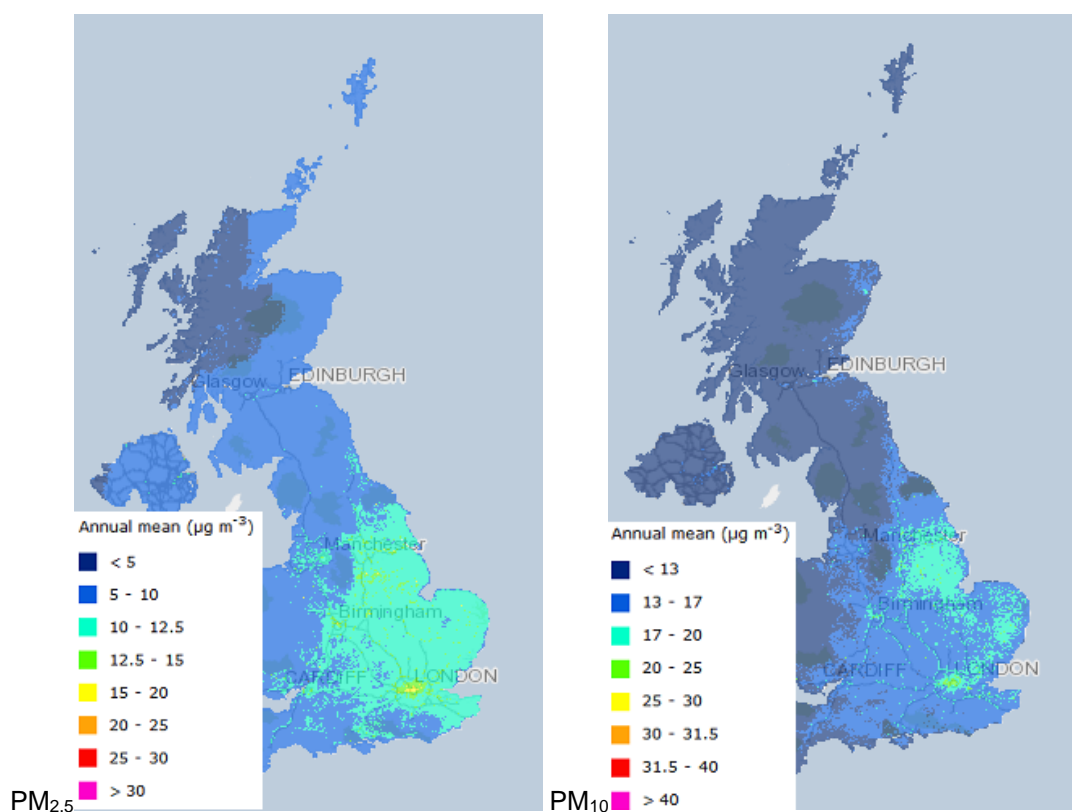 Glasgow
EDINBURGH
Annual mean (µg m⁻³)
< 5
5 - 10
10 - 12.5
12.5 - 15
15 - 20
20 - 25
25 - 30
> 30
Manchester
Birmingham
CARDIFF
LONDON
PM₂.₅
Glasgow
EDINBURGH
Annual mean (µg m⁻³)
< 13
13 - 17
17 - 20
20 - 25
25 - 30
30 - 31.5
31.5 - 40
> 40
Manchester
Birmingham
CARDIFF
LONDON
PM₁₀